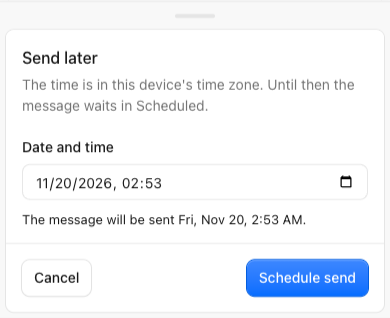 Send later
The time is in this device's time zone. Until then the
message waits in Scheduled.
Date and time
11/20/2026, 02:53
The message will be sent Fri, Nov 20, 2:53 AM.
Cancel
Schedule send